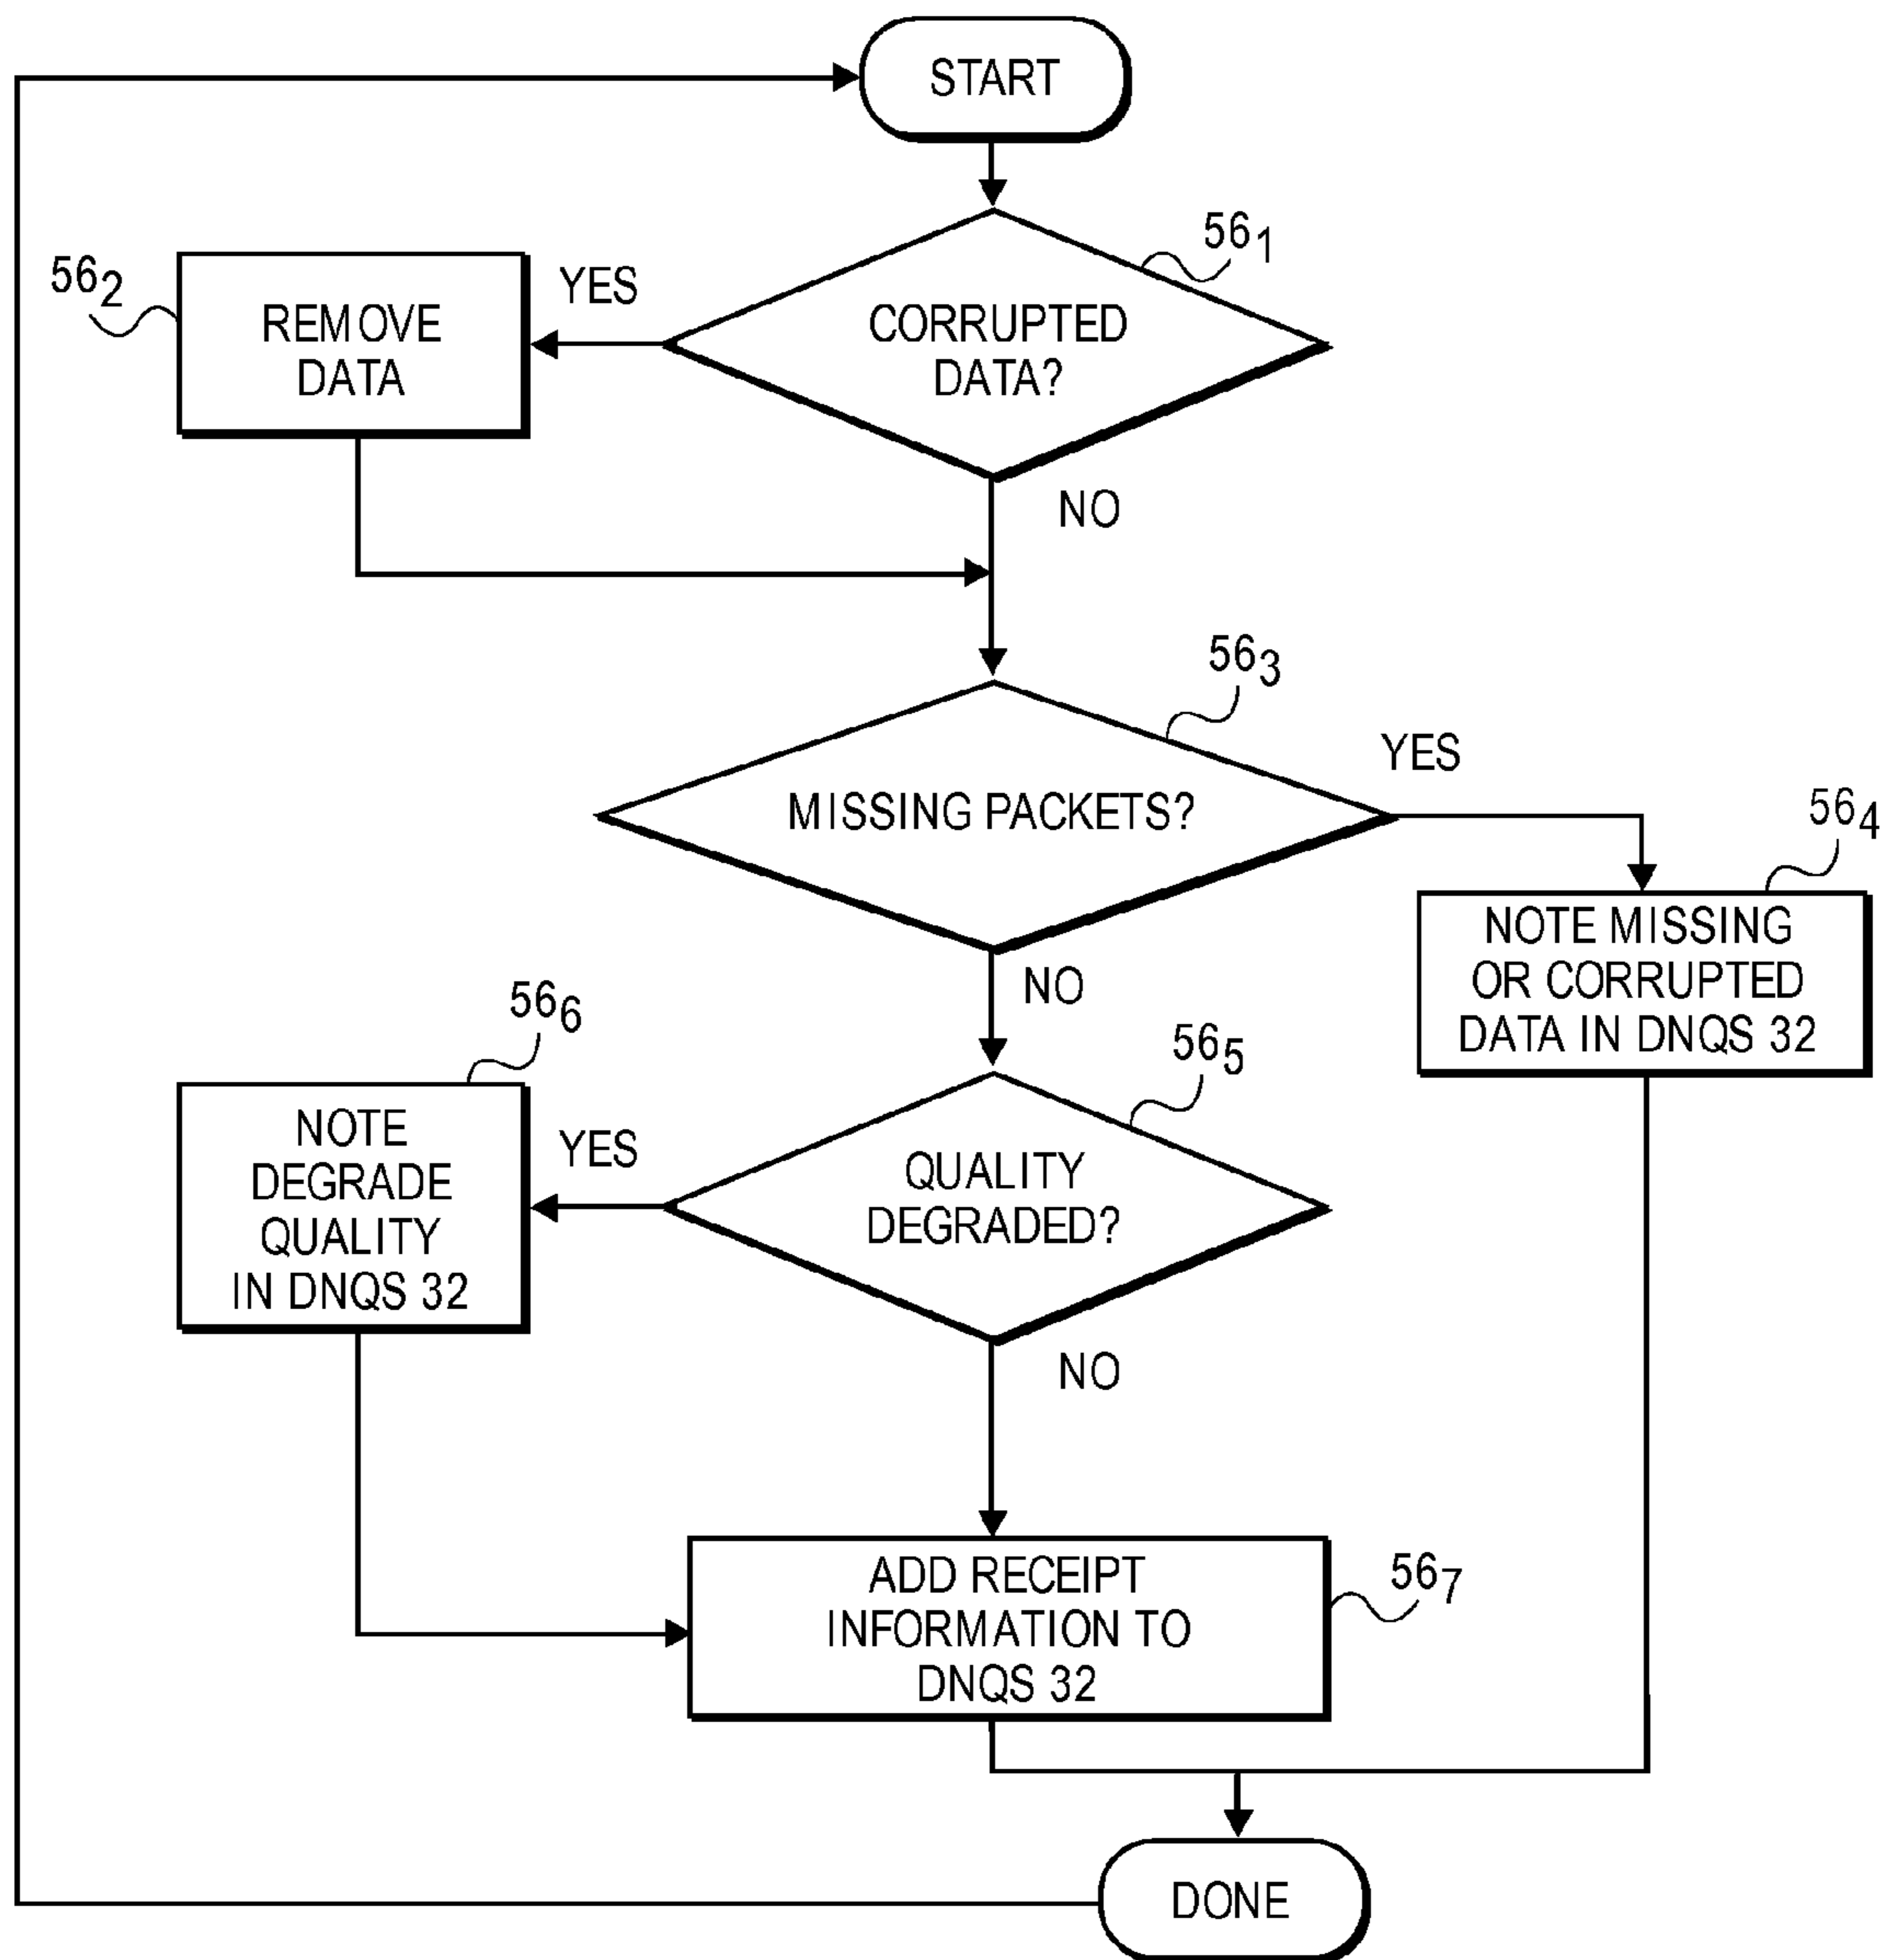 START
56₁
CORRUPTED
DATA?
YES
56₂
REMOVE
DATA
NO
56₃
MISSING PACKETS?
YES
56₄
NOTE MISSING
OR CORRUPTED
DATA IN DNQS 32
NO
56₅
QUALITY
DEGRADED?
YES
56₆
NOTE
DEGRADE
QUALITY
IN DNQS 32
NO
ADD RECEIPT
INFORMATION TO
DNQS 32
56₇
DONE